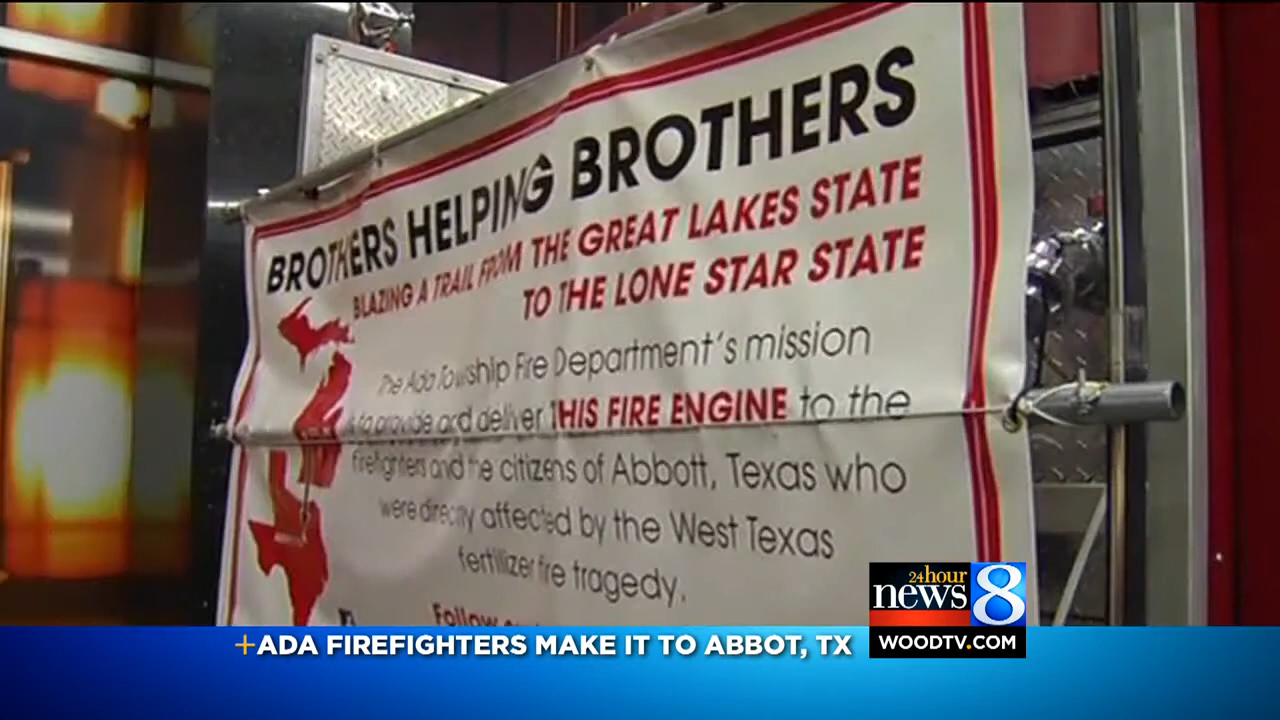 BROTHERS HELPING BROTHERS
BLAZING A TRAIL FROM THE GREAT LAKES STATE
TO THE LONE STAR STATE
The Ada Township Fire Department's mission
is to provide and deliver THIS FIRE ENGINE to the
firefighters and the citizens of Abbott, Texas who
were directly affected by the West Texas
fertilizer fire tragedy.
Follow
+ADA FIREFIGHTERS MAKE IT TO ABBOT, TX
24hour
news 8
WOODTV.COM